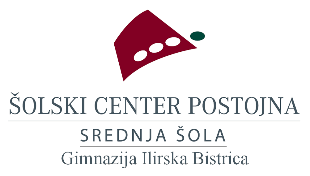 ŠOLSKI CENTER POSTOJNA
SREDNJA ŠOLA
Gimnazija Ilirska Bistrica